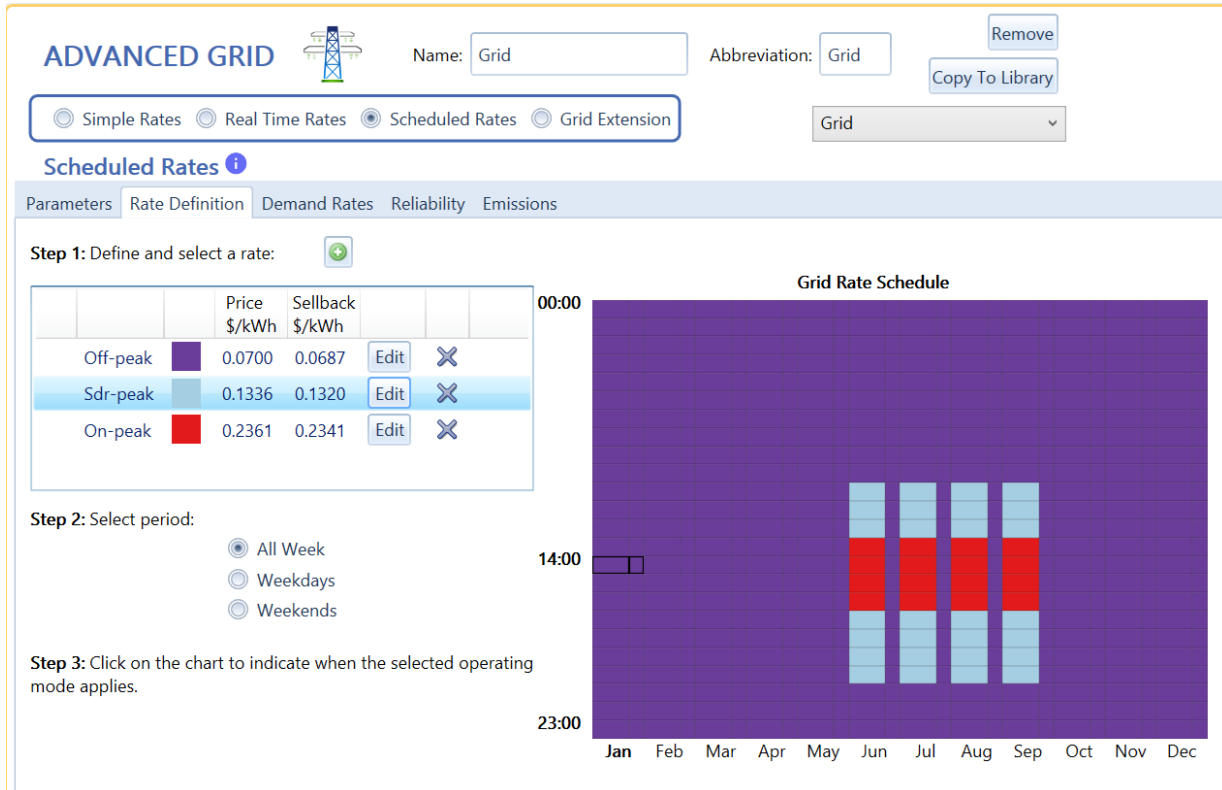 ADVANCED GRID
Name: Grid
Abbreviation: Grid
Remove
Copy To Library
Simple Rates Real Time Rates Scheduled Rates Grid Extension
Grid
Scheduled Rates i
Parameters Rate Definition Demand Rates Reliability Emissions
Step 1: Define and select a rate:
Price Sellback
$/kWh $/kWh
Off-peak 0.0700 0.0687 Edit
Sdr-peak 0.1336 0.1320 Edit
On-peak 0.2361 0.2341 Edit
Step 2: Select period:
All Week
Weekdays
Weekends
Step 3: Click on the chart to indicate when the selected operating
mode applies.
Grid Rate Schedule
00:00
14:00
23:00
Jan Feb Mar Apr May Jun Jul Aug Sep Oct Nov Dec